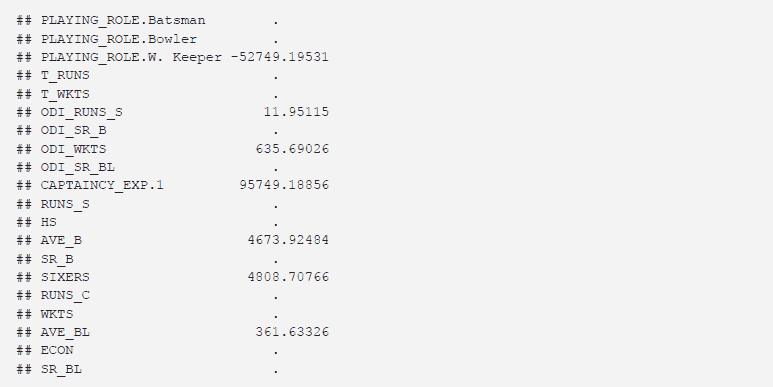 ## PLAYING_ROLE.Batsman .
## PLAYING_ROLE.Bowler .
## PLAYING_ROLE.W. Keeper -52749.19531
## T_RUNS .
## T_WKTS .
## ODI_RUNS_S 11.95115
## ODI_SR_B .
## ODI_WKTS 635.69026
## ODI_SR_BL .
## CAPTAINCY_EXP.1 95749.18856
## RUNS_S .
## HS .
## AVE_B 4673.92484
## SR_B .
## SIXERS 4808.70766
## RUNS_C .
## WKTS .
## AVE_BL 361.63326
## ECON .
## SR_BL .